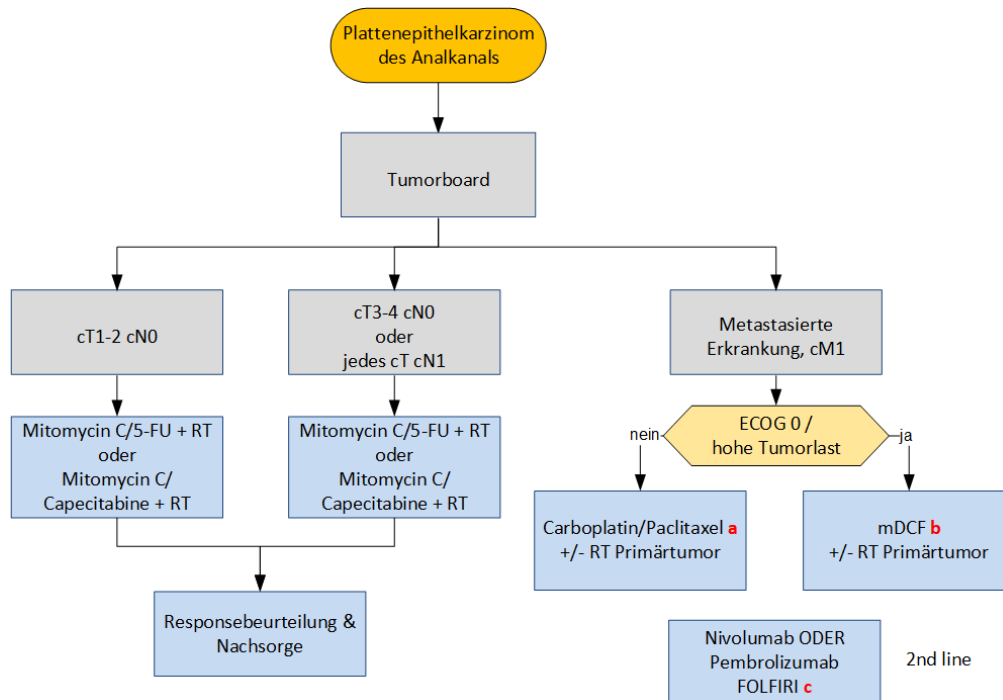 Plattenepithelkarzinom
des Analkanals
Tumorboard
cT1-2 cN0
cT3-4 cN0
oder
jedes cT cN1
Metastasierte
Erkrankung, cM1
Mitomycin C/5-FU + RT
oder
Mitomycin C/
Capecitabine + RT
Mitomycin C/5-FU + RT
oder
Mitomycin C/
Capecitabine + RT
nein
ECOG 0 /
hohe Tumorlast
ja
Carboplatin/Paclitaxel a
+/- RT Primärtumor
mDCF b
+/- RT Primärtumor
Responsebeurteilung &
Nachsorge
Nivolumab ODER
Pembrolizumab
FOLFIRI c
2nd line